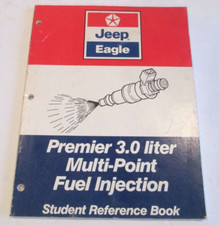 Jeep
Eagle
Premier 3.0 liter
Multi-Point
Fuel Injection
Student Reference Book